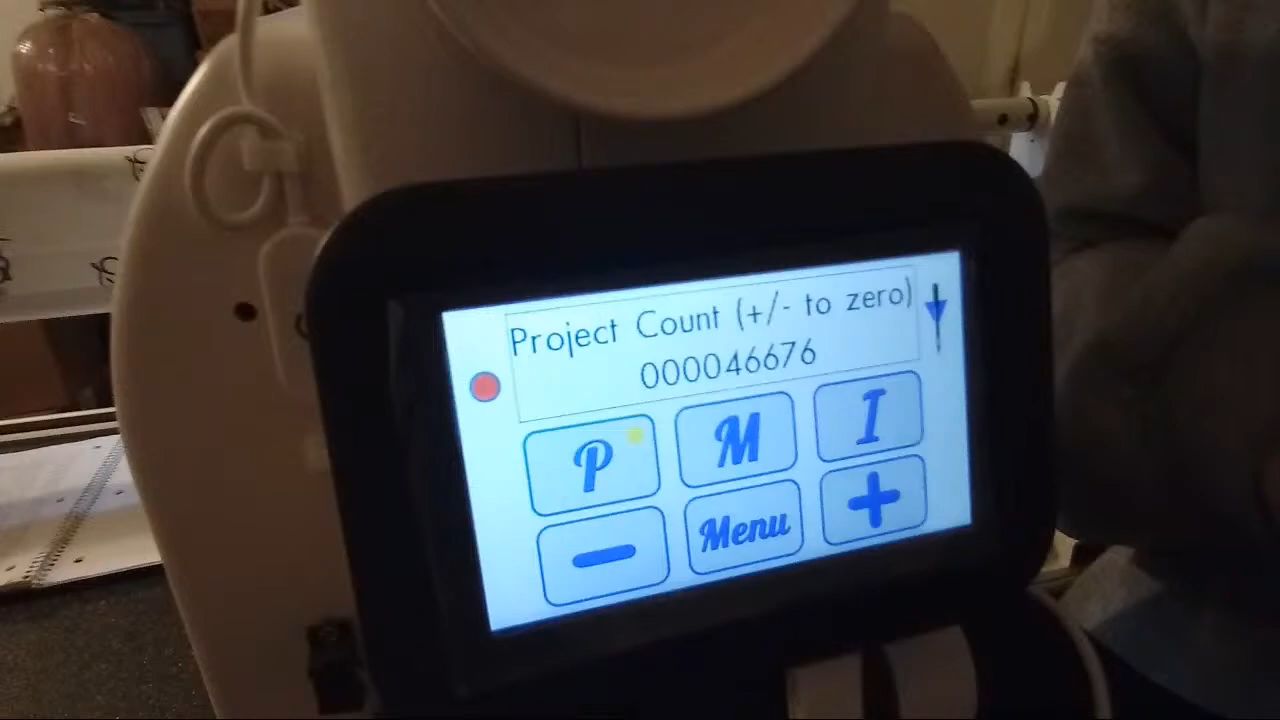 Project Count (+/- to zero)
000046676
P M I
- Menu +